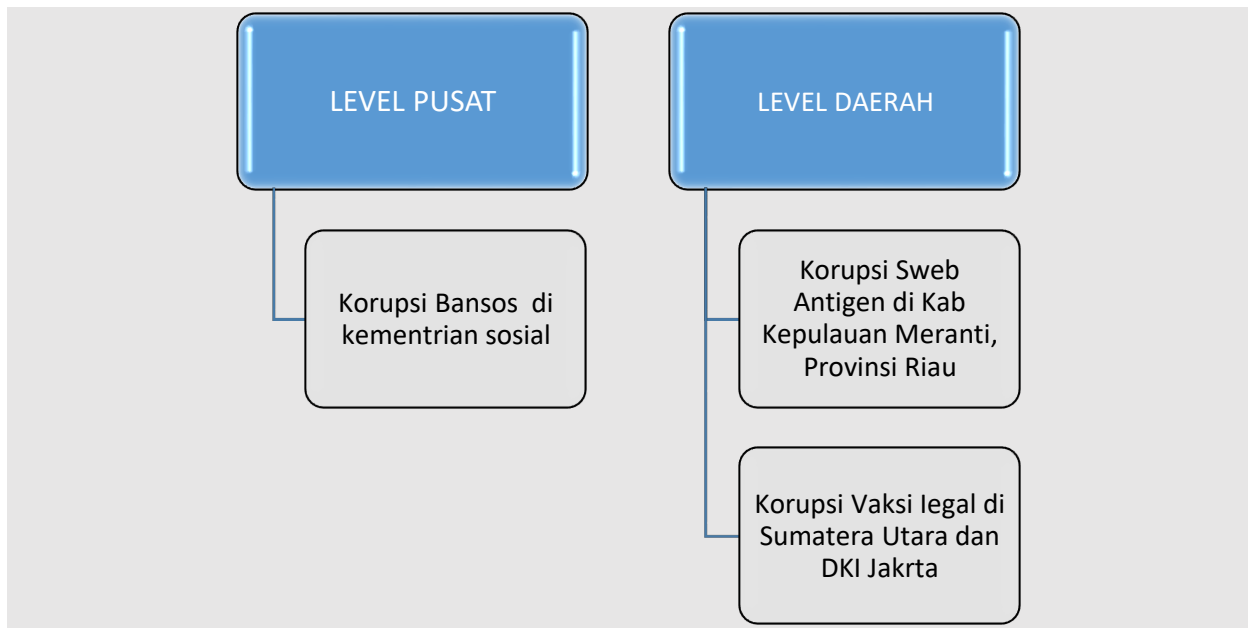 LEVEL PUSAT
Korupsi Bansos di
kementrian sosial
LEVEL DAERAH
Korupsi Sweb
Antigen di Kab
Kepulauan Meranti,
Provinsi Riau
Korupsi Vaksi Iegal di
Sumatera Utara dan
DKI Jakrta